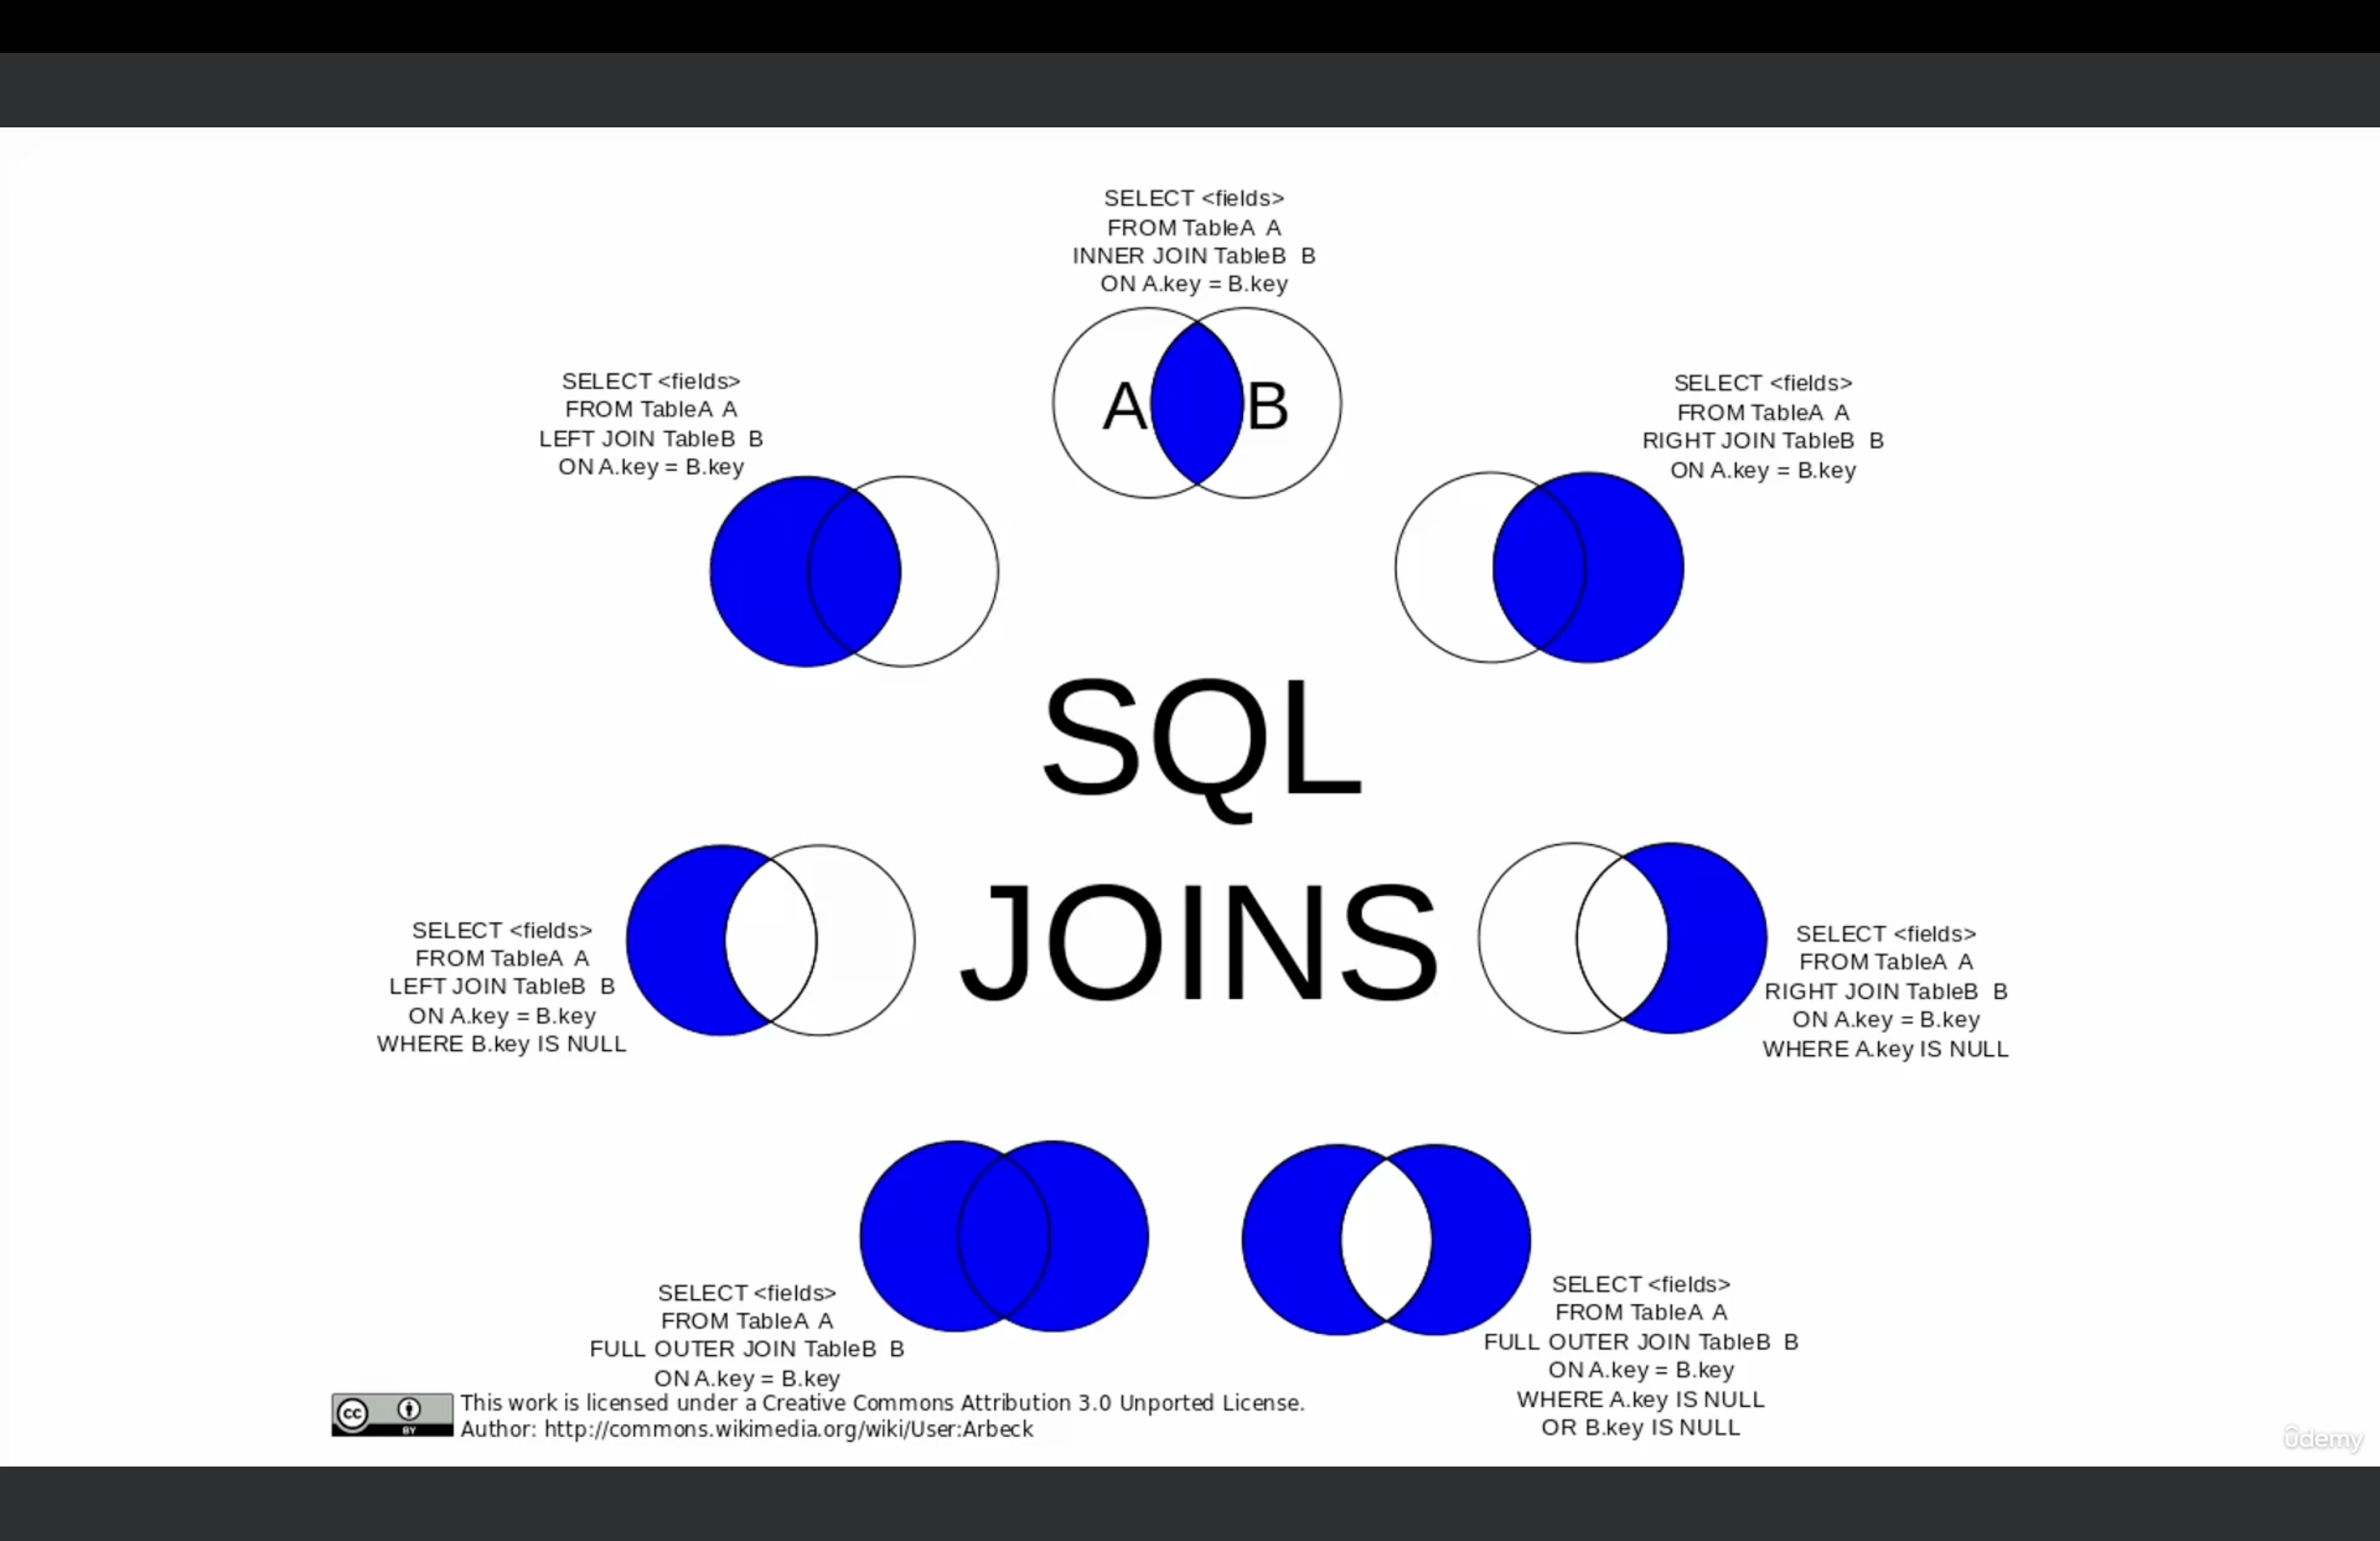 SELECT <fields>
FROM TableA A
INNER JOIN TableB B
ON A.key = B.key
A B
SELECT <fields>
FROM TableA A
LEFT JOIN TableB B
ON A.key = B.key
SELECT <fields>
FROM TableA A
RIGHT JOIN TableB B
ON A.key = B.key
SQL
JOINS
SELECT <fields>
FROM TableA A
LEFT JOIN TableB B
ON A.key = B.key
WHERE B.key IS NULL
SELECT <fields>
FROM TableA A
RIGHT JOIN TableB B
ON A.key = B.key
WHERE A.key IS NULL
SELECT <fields>
FROM TableA A
FULL OUTER JOIN TableB B
ON A.key = B.key
SELECT <fields>
FROM TableA A
FULL OUTER JOIN TableB B
ON A.key = B.key
WHERE A.key IS NULL
OR B.key IS NULL
cc BY
This work is licensed under a Creative Commons Attribution 3.0 Unported License.
Author: http://commons.wikimedia.org/wiki/User:Arbeck
ûdemy